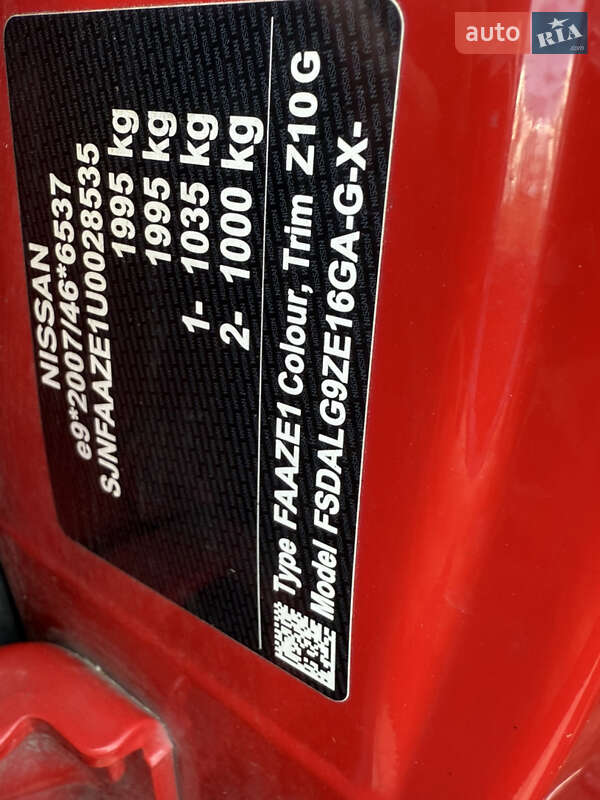 auto RIA.com
NISSAN
e9*2007/46*6537
SJNFAAZE1U0028535
1995 kg
1995 kg
1- 1035 kg
2- 1000 kg
Type FAAZE1 Colour, Trim Z10 G
Model FSDALG9ZE16GA-G-X-